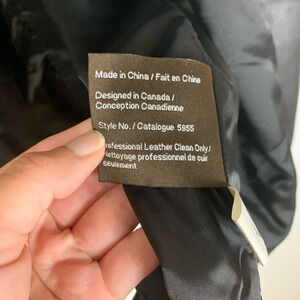 Made in China / Fait en Chine
Designed in Canada /
Conception Canadienne
Style No. / Catalogue 5955
rofessional Leather Clean Only /
Nettoyage professionnel de cuir
seulement